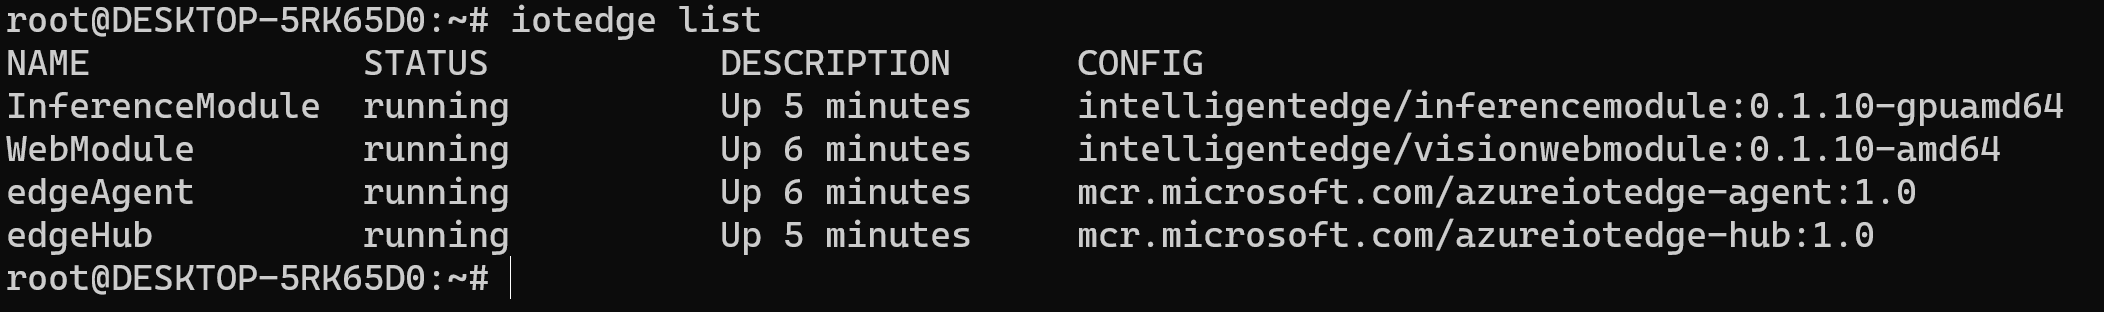 root@DESKTOP-5RK65D0:~# iotedge list
NAME             STATUS           DESCRIPTION      CONFIG
InferenceModule  running          Up 5 minutes     intelligentedge/inferencemodule:0.1.10-gpuamd64
WebModule        running          Up 6 minutes     intelligentedge/visionwebmodule:0.1.10-amd64
edgeAgent        running          Up 6 minutes     mcr.microsoft.com/azureiotedge-agent:1.0
edgeHub          running          Up 5 minutes     mcr.microsoft.com/azureiotedge-hub:1.0
root@DESKTOP-5RK65D0:~#